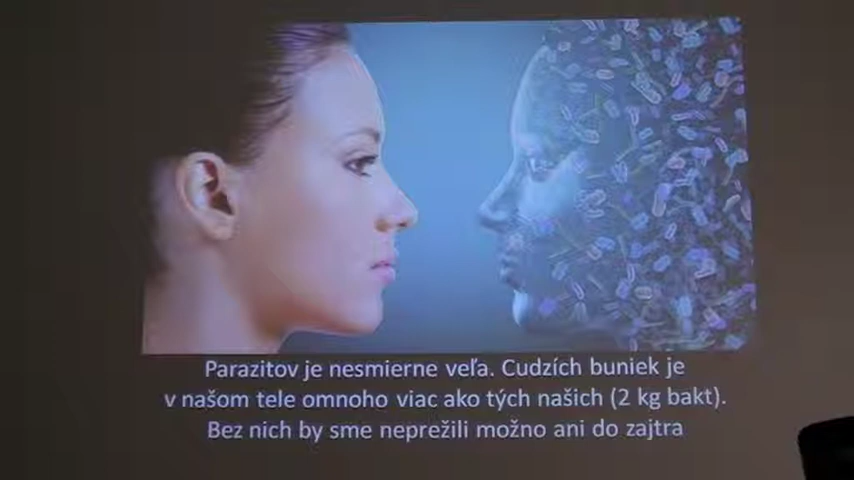 Parazitov je nesmierne veľa. Cudzích buniek je
v našom tele omnoho viac ako tých našich (2 kg bakt).
Bez nich by sme neprežili možno ani do zajtra